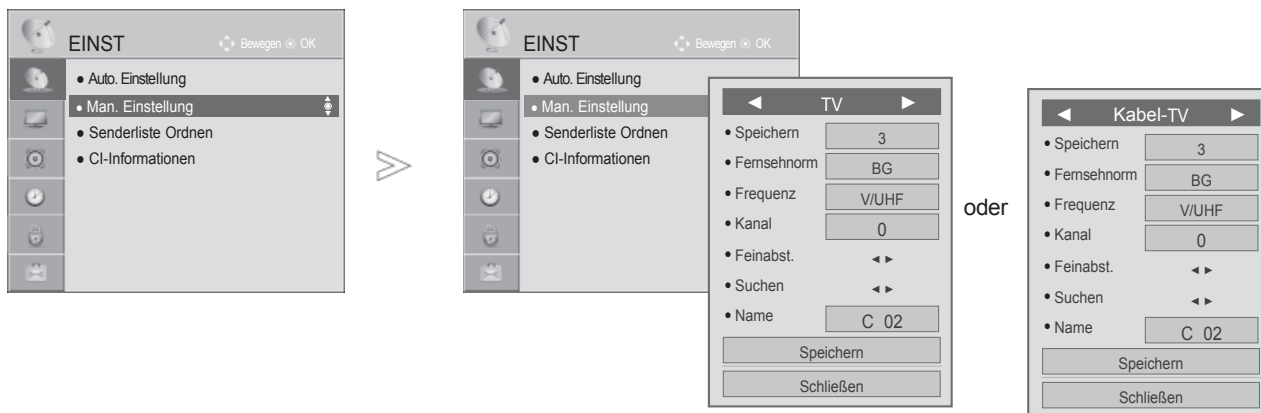 EINST
Bewegen OK
● Auto. Einstellung
● Man. Einstellung
● Senderliste Ordnen
● CI-Informationen
EINST
Bewegen OK
● Auto. Einstellung
● Man. Einstellung
● Senderliste Ordnen
● CI-Informationen
◄ TV ►
• Speichern 3
• Fernsehnorm BG
• Frequenz V/UHF
• Kanal 0
• Feinabst. ◄ ►
• Suchen ◄ ►
• Name C 02
Speichern
Schließen
oder
◄ Kabel-TV ►
• Speichern 3
• Fernsehnorm BG
• Frequenz V/UHF
• Kanal 0
• Feinabst. ◄ ►
• Suchen ◄ ►
• Name C 02
Speichern
Schließen